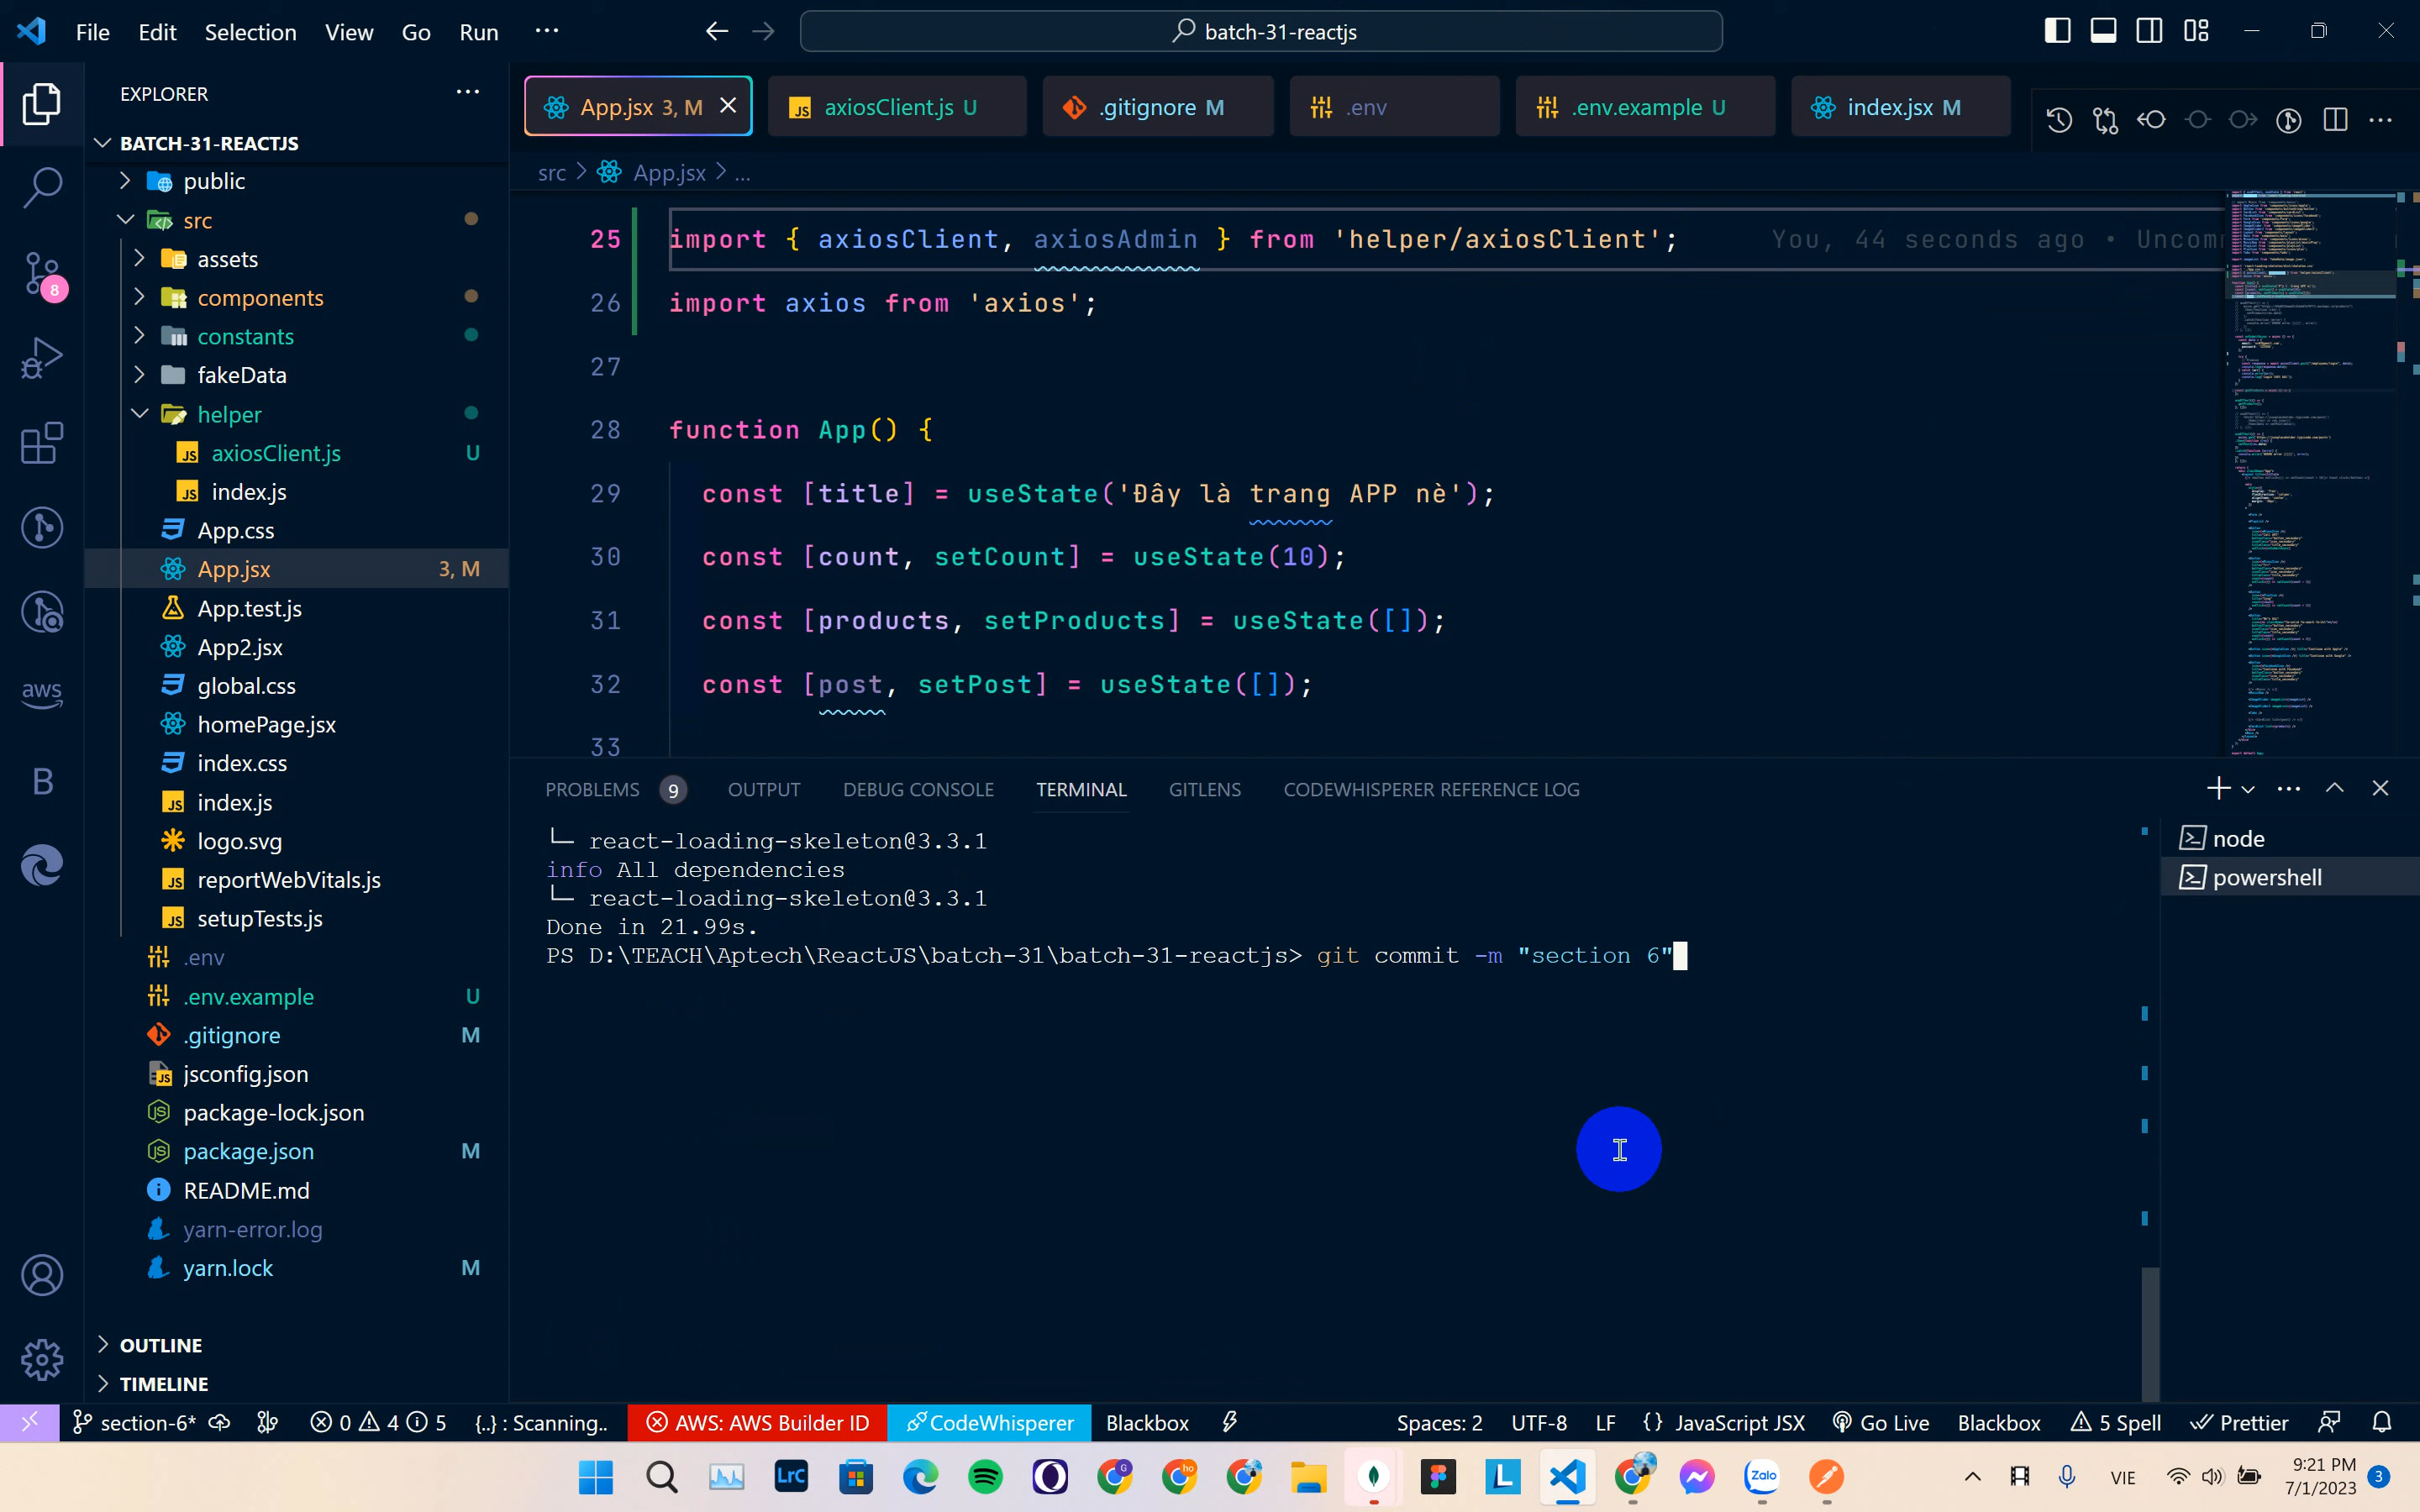 File Edit Selection View Go Run ···
batch-31-reactjs
EXPLORER
App.jsx 3, M
axiosClient.js U
.gitignore M
.env
.env.example U
index.jsx M
BATCH-31-REACTJS
public
src
assets
components
constants
fakeData
helper
axiosClient.js U
index.js
App.css
App.jsx 3, M
App.test.js
App2.jsx
global.css
homePage.jsx
index.css
index.js
logo.svg
reportWebVitals.js
setupTests.js
.env
.env.example U
.gitignore M
jsconfig.json
package-lock.json
package.json M
README.md
yarn-error.log
yarn.lock M
OUTLINE
TIMELINE
8
aws
B
src > App.jsx > ...
25 import { axiosClient, axiosAdmin } from 'helper/axiosClient'; You, 44 seconds ago • Uncom
26 import axios from 'axios';
27
28 function App() {
29 const [title] = useState('Đây là trang APP nè');
30 const [count, setCount] = useState(10);
31 const [products, setProducts] = useState([]);
32 const [post, setPost] = useState([]);
33
PROBLEMS 9 OUTPUT DEBUG CONSOLE TERMINAL GITLENS CODEWHISPERER REFERENCE LOG
└─ react-loading-skeleton@3.3.1
info All dependencies
└─ react-loading-skeleton@3.3.1
Done in 21.99s.
PS D:\TEACH\Aptech\ReactJS\batch-31\batch-31-reactjs> git commit -m "section 6"
node
powershell
section-6* 0 4 5 {..} : Scanning.. AWS: AWS Builder ID CodeWhisperer Blackbox Spaces: 2 UTF-8 LF {} JavaScript JSX Go Live Blackbox 5 Spell Prettier
LrC
G
ho
L
Zalo
VIE
9:21 PM
7/1/2023
3